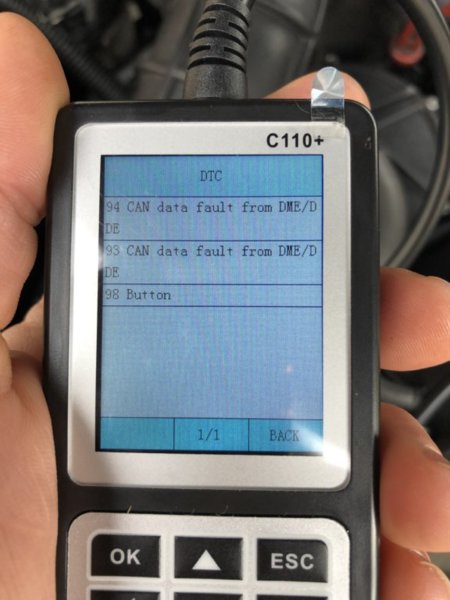 C110+
DTC
94 CAN data fault from DME/D
DE
93 CAN data fault from DME/D
DE
98 Button
1/1 BACK
OK ESC